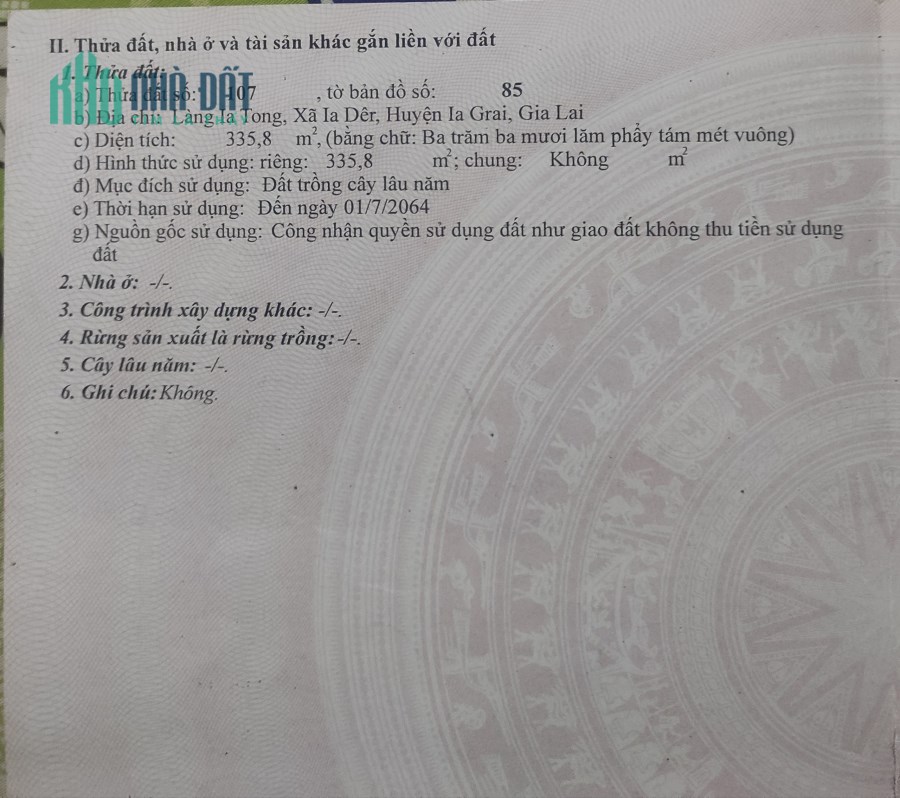 II. Thửa đất, nhà ở và tài sản khác gắn liền với đất
1. Thửa đất:
KHO NHÀ ĐẤT
a) Thửa đất số: 107 , tờ bản đồ số: 85
b) Địa chỉ: Làng Ia Tong, Xã Ia Dêr, Huyện Ia Grai, Gia Lai
c) Diện tích: 335,8 m², (bằng chữ: Ba trăm ba mươi lăm phẩy tám mét vuông)
d) Hình thức sử dụng: riêng: 335,8 m²; chung: Không m²
đ) Mục đích sử dụng: Đất trồng cây lâu năm
e) Thời hạn sử dụng: Đến ngày 01/7/2064
g) Nguồn gốc sử dụng: Công nhận quyền sử dụng đất như giao đất không thu tiền sử dụng
đất
2. Nhà ở: -/-.
3. Công trình xây dựng khác: -/-.
4. Rừng sản xuất là rừng trồng: -/-.
5. Cây lâu năm: -/-.
6. Ghi chú: Không.